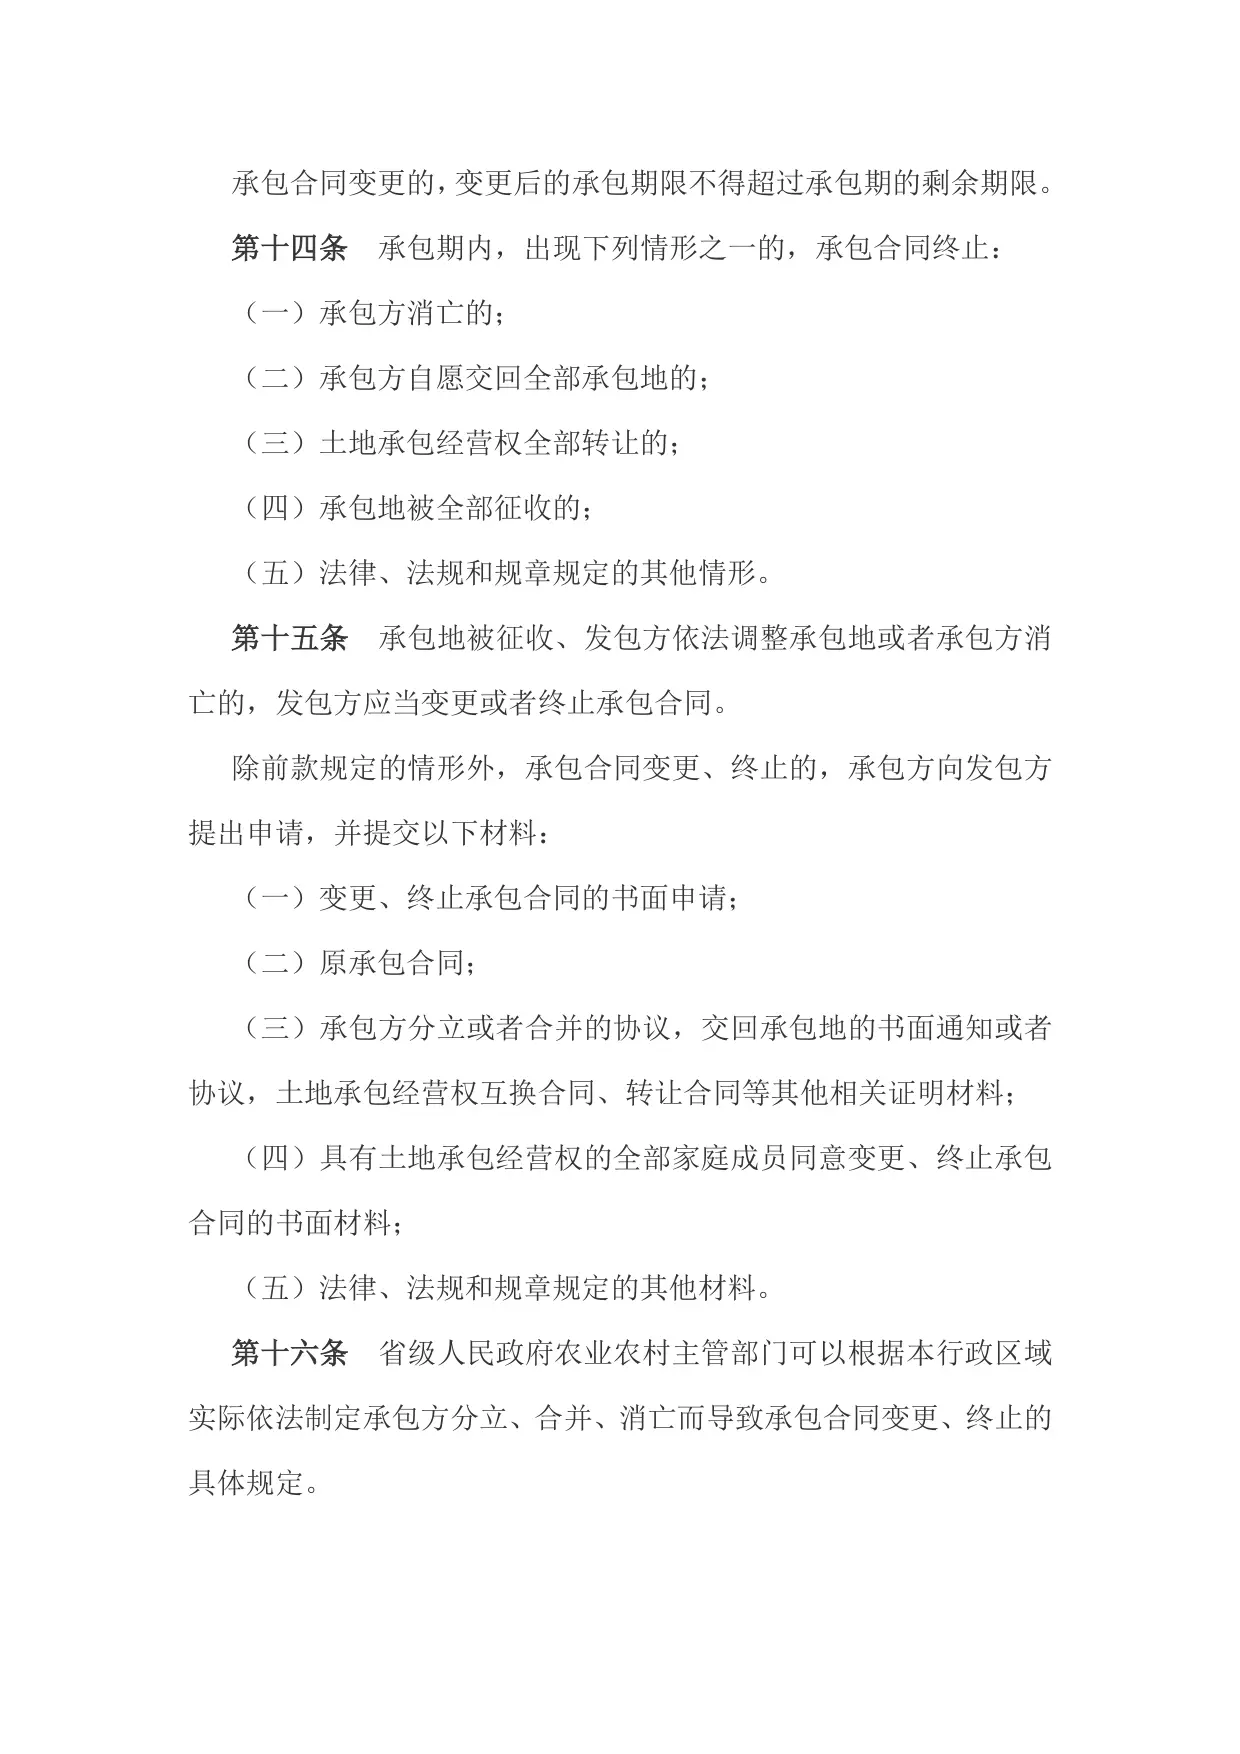 承包合同变更的，变更后的承包期限不得超过承包期的剩余期限。
第十四条　承包期内，出现下列情形之一的，承包合同终止：
（一）承包方消亡的；
（二）承包方自愿交回全部承包地的；
（三）土地承包经营权全部转让的；
（四）承包地被全部征收的；
（五）法律、法规和规章规定的其他情形。
第十五条　承包地被征收、发包方依法调整承包地或者承包方消
亡的，发包方应当变更或者终止承包合同。
除前款规定的情形外，承包合同变更、终止的，承包方向发包方
提出申请，并提交以下材料：
（一）变更、终止承包合同的书面申请；
（二）原承包合同；
（三）承包方分立或者合并的协议，交回承包地的书面通知或者
协议，土地承包经营权互换合同、转让合同等其他相关证明材料；
（四）具有土地承包经营权的全部家庭成员同意变更、终止承包
合同的书面材料；
（五）法律、法规和规章规定的其他材料。
第十六条　省级人民政府农业农村主管部门可以根据本行政区域
实际依法制定承包方分立、合并、消亡而导致承包合同变更、终止的
具体规定。